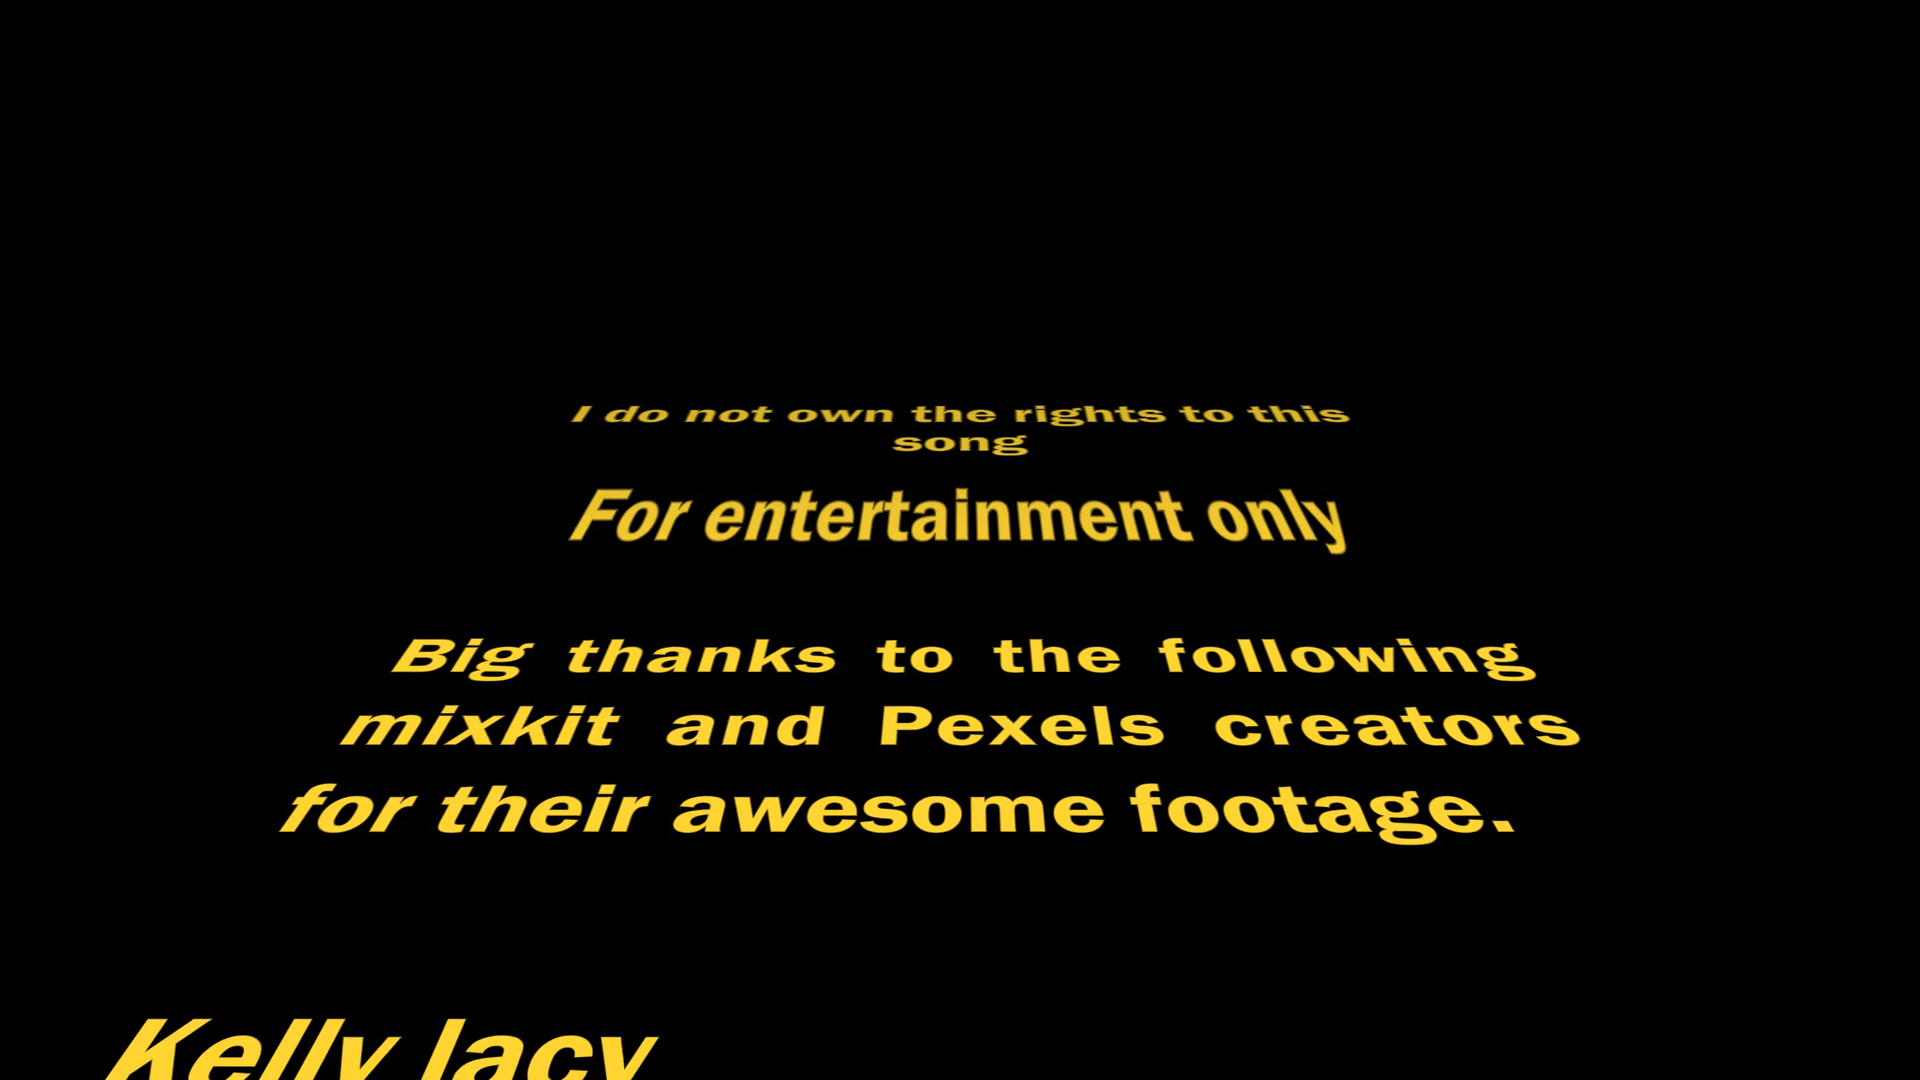 I do not own the rights to this
song
For entertainment only
Big thanks to the following
mixkit and Pexels creators
for their awesome footage.
Kelly lacy